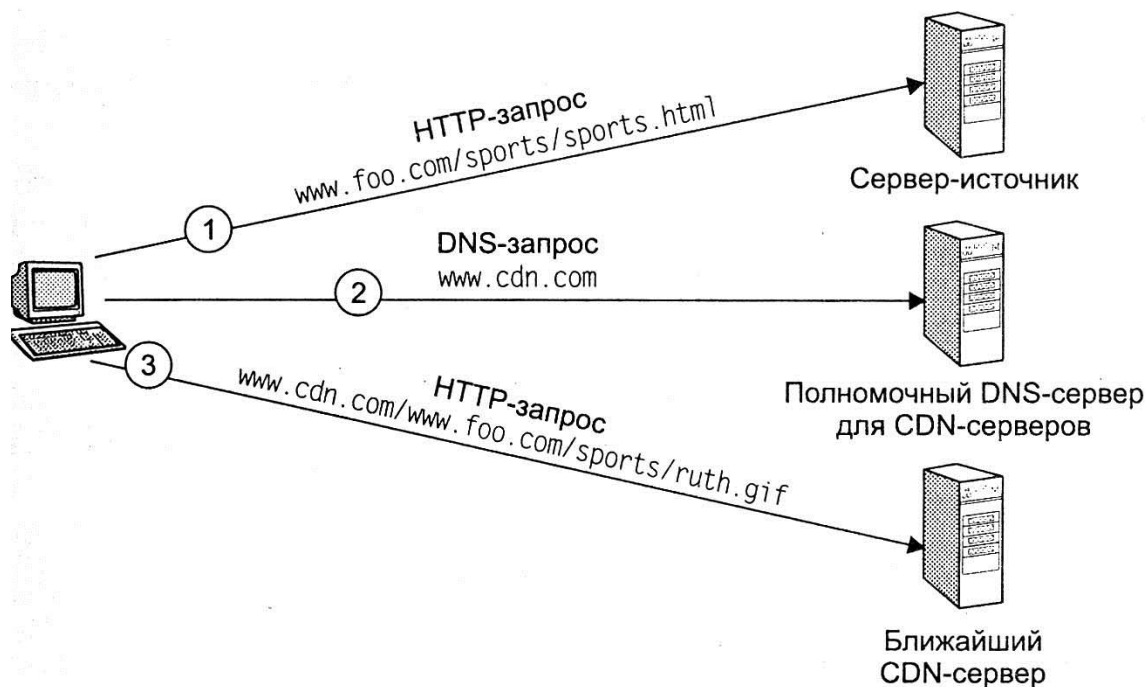 HTTP-запрос
www.foo.com/sports/sports.html
1
Сервер-источник
DNS-запрос
www.cdn.com
2
Полномочный DNS-сервер
для CDN-серверов
3
HTTP-запрос
www.cdn.com/www.foo.com/sports/ruth.gif
Ближайший
CDN-сервер